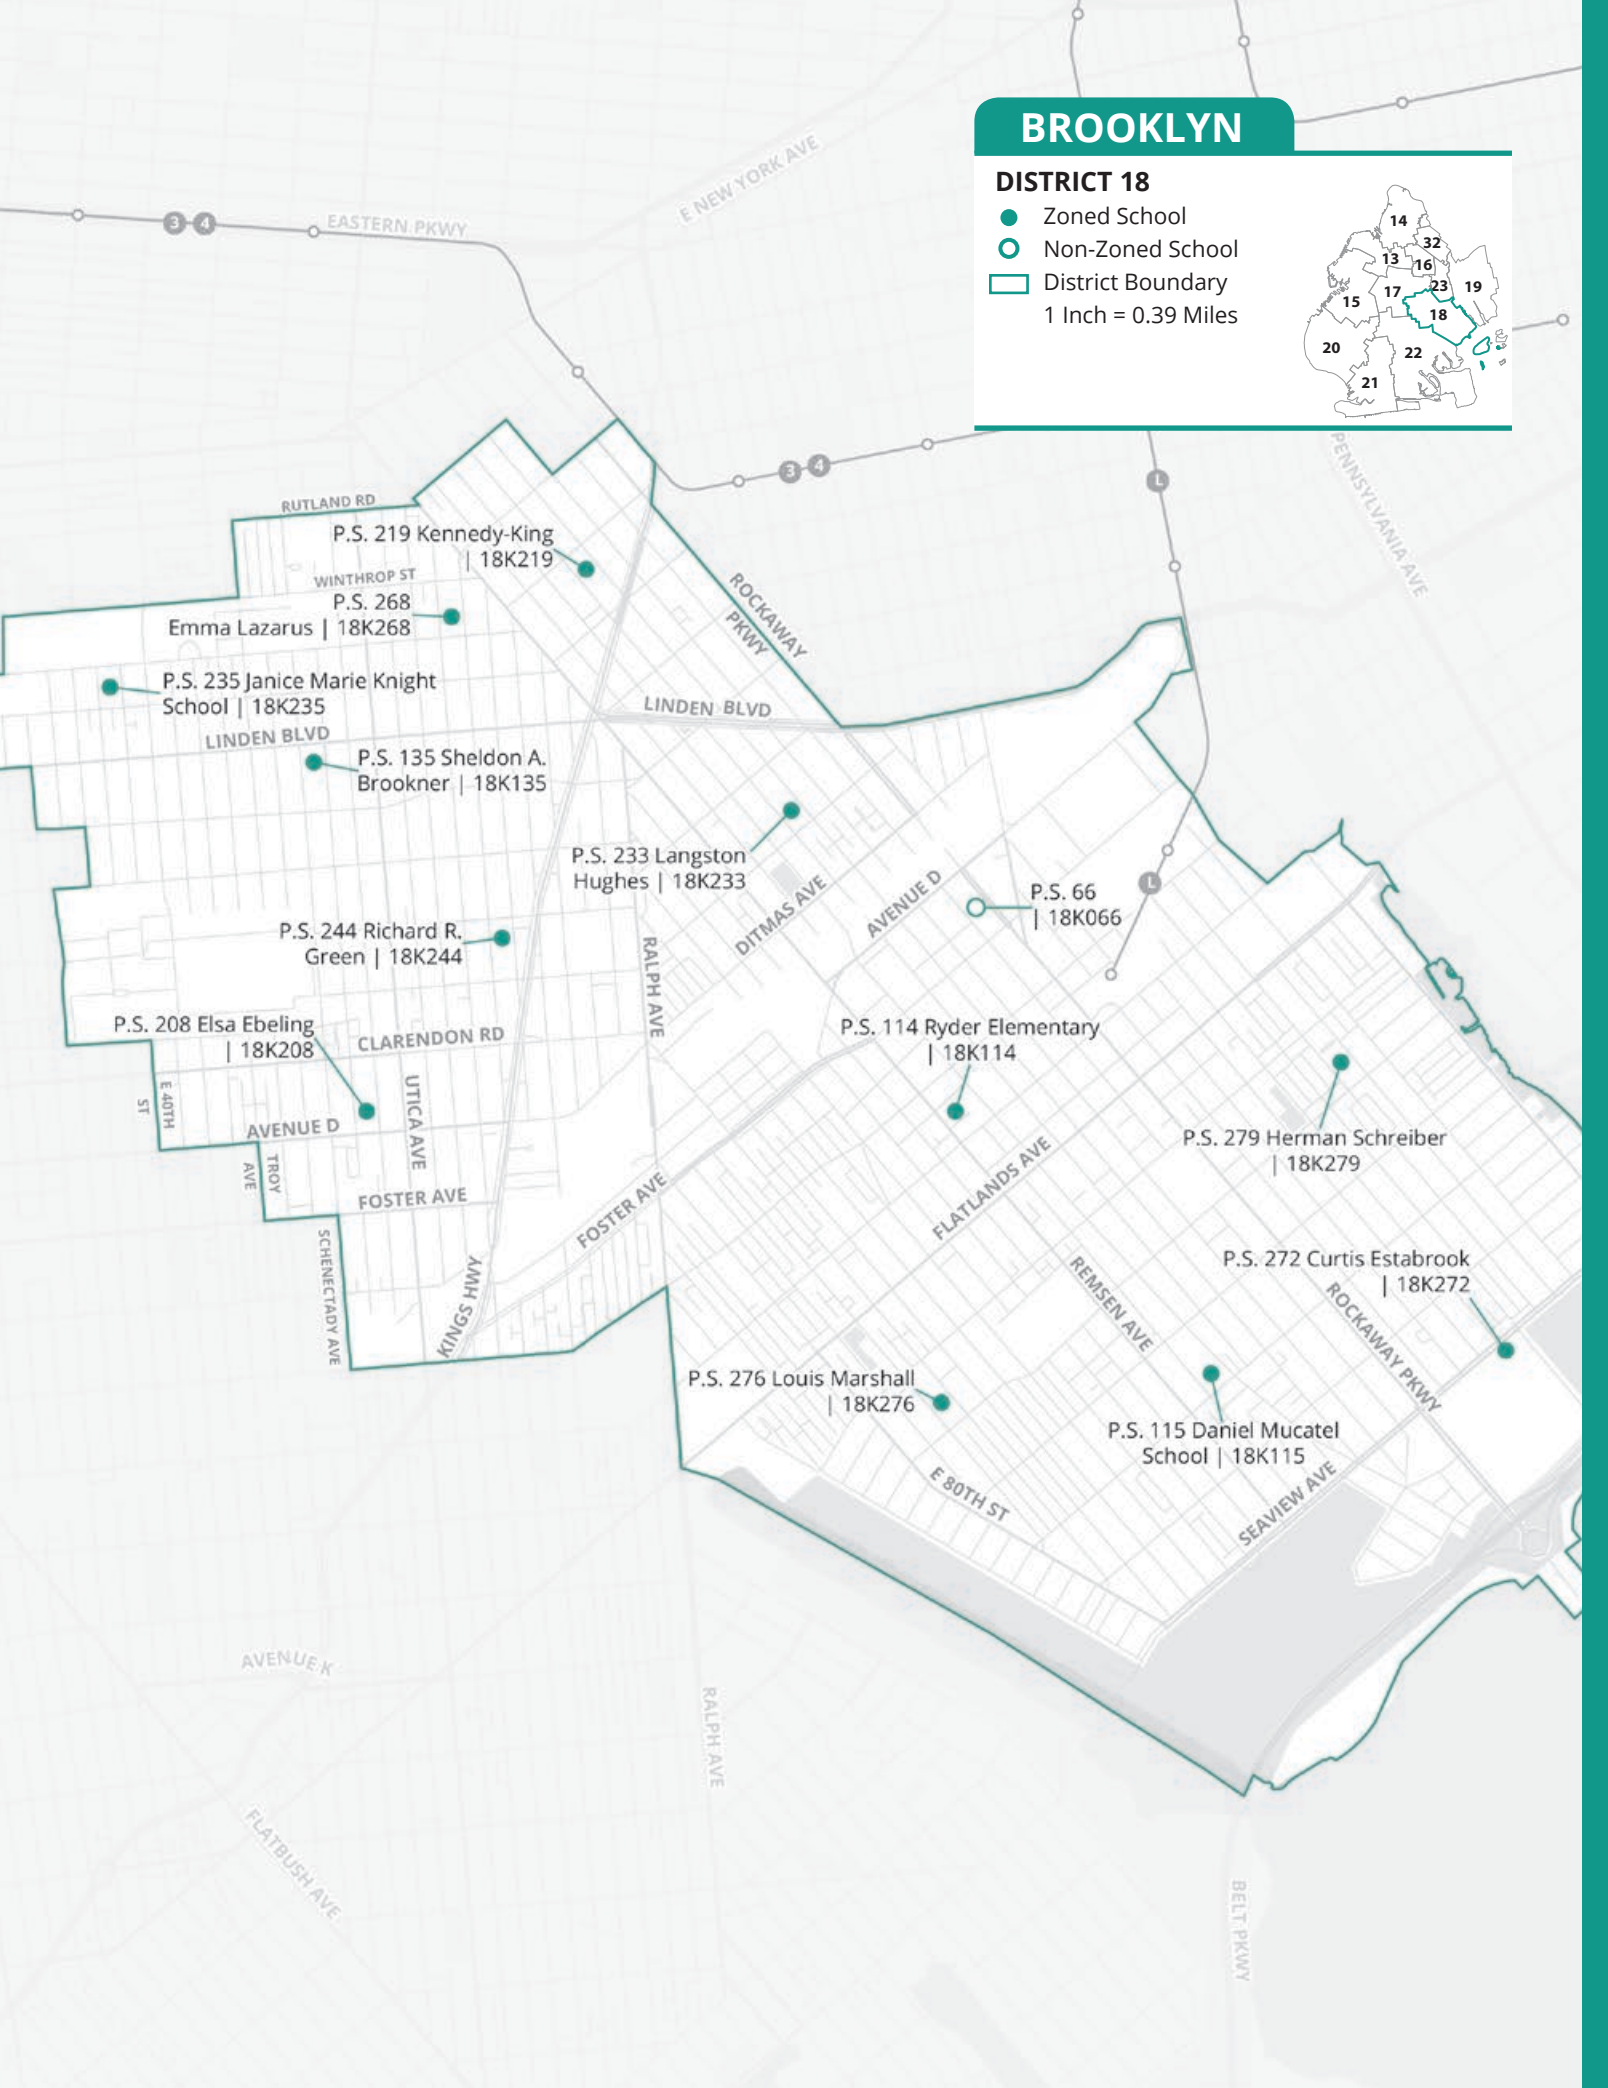 BROOKLYN
DISTRICT 18
Zoned School
Non-Zoned School
District Boundary
1 Inch = 0.39 Miles
14
32
13
16
23
19
17
15
18
20
22
21
E NEW YORK AVE
3 4
EASTERN PKWY
3 4
L
PENNSYLVANIA AVE
RUTLAND RD
P.S. 219 Kennedy-King
| 18K219
WINTHROP ST
P.S. 268
Emma Lazarus | 18K268
ROCKAWAY
PKWY
P.S. 235 Janice Marie Knight
School | 18K235
LINDEN BLVD
LINDEN BLVD
P.S. 135 Sheldon A.
Brookner | 18K135
P.S. 233 Langston
Hughes | 18K233
DITMAS AVE
AVENUE D
L
P.S. 66
| 18K066
P.S. 244 Richard R.
Green | 18K244
RALPH AVE
P.S. 208 Elsa Ebeling
| 18K208
CLARENDON RD
P.S. 114 Ryder Elementary
| 18K114
E 40TH
ST
UTICA AVE
AVENUE D
P.S. 279 Herman Schreiber
| 18K279
TROY
AVE
FOSTER AVE
FOSTER AVE
FLATLANDS AVE
SCHENECTADY AVE
KINGS HWY
REMSEN AVE
P.S. 272 Curtis Estabrook
| 18K272
ROCKAWAY PKWY
P.S. 276 Louis Marshall
| 18K276
P.S. 115 Daniel Mucatel
School | 18K115
E 80TH ST
SEAVIEW AVE
AVENUE K
RALPH AVE
FLATBUSH AVE
BELT PKWY